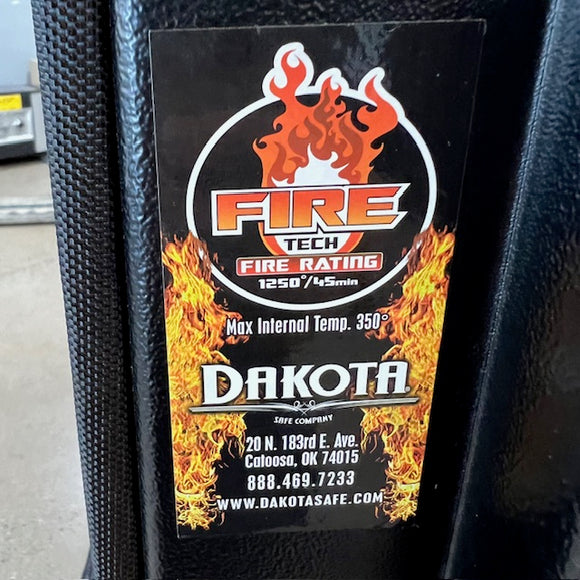 FIRE
TECH
FIRE RATING
1250°/45min
Max Internal Temp. 350°
DAKOTA
SAFE COMPANY
20 N. 183rd E. Ave.
Caloosa, OK 74015
888.469.7233
WWW.DAKOTASAFE.COM